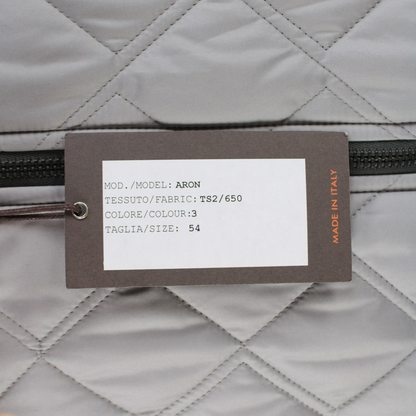 MOD./MODEL: ARON
TESSUTO/FABRIC: TS2/650
COLORE/COLOUR: 3
TAGLIA/SIZE: 54
MADE IN ITALY